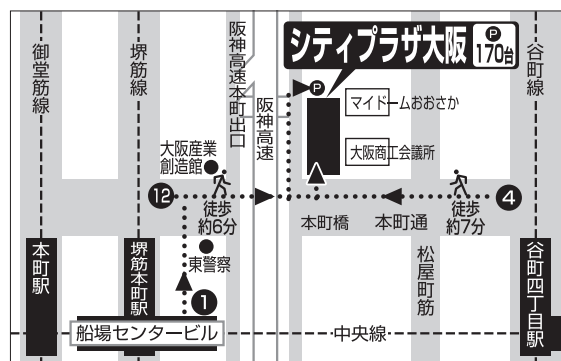 シティプラザ大阪
P
170台
御堂筋線
堺筋線
阪神高速本町出口
阪神高速
谷町線
P
マイドームおおさか
大阪商工会議所
大阪産業
創造館
12
徒歩
約6分
本町橋
本町通
徒歩
約7分
4
東警察
松屋町筋
本町駅
堺筋本町駅
1
谷町四丁目駅
船場センタービル
中央線